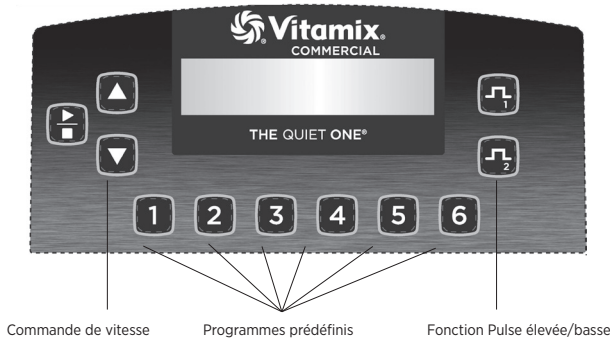 Vitamix.
COMMERCIAL
THE QUIET ONE®
1
2
1 2 3 4 5 6
Commande de vitesse Programmes prédéfinis Fonction Pulse élevée/basse